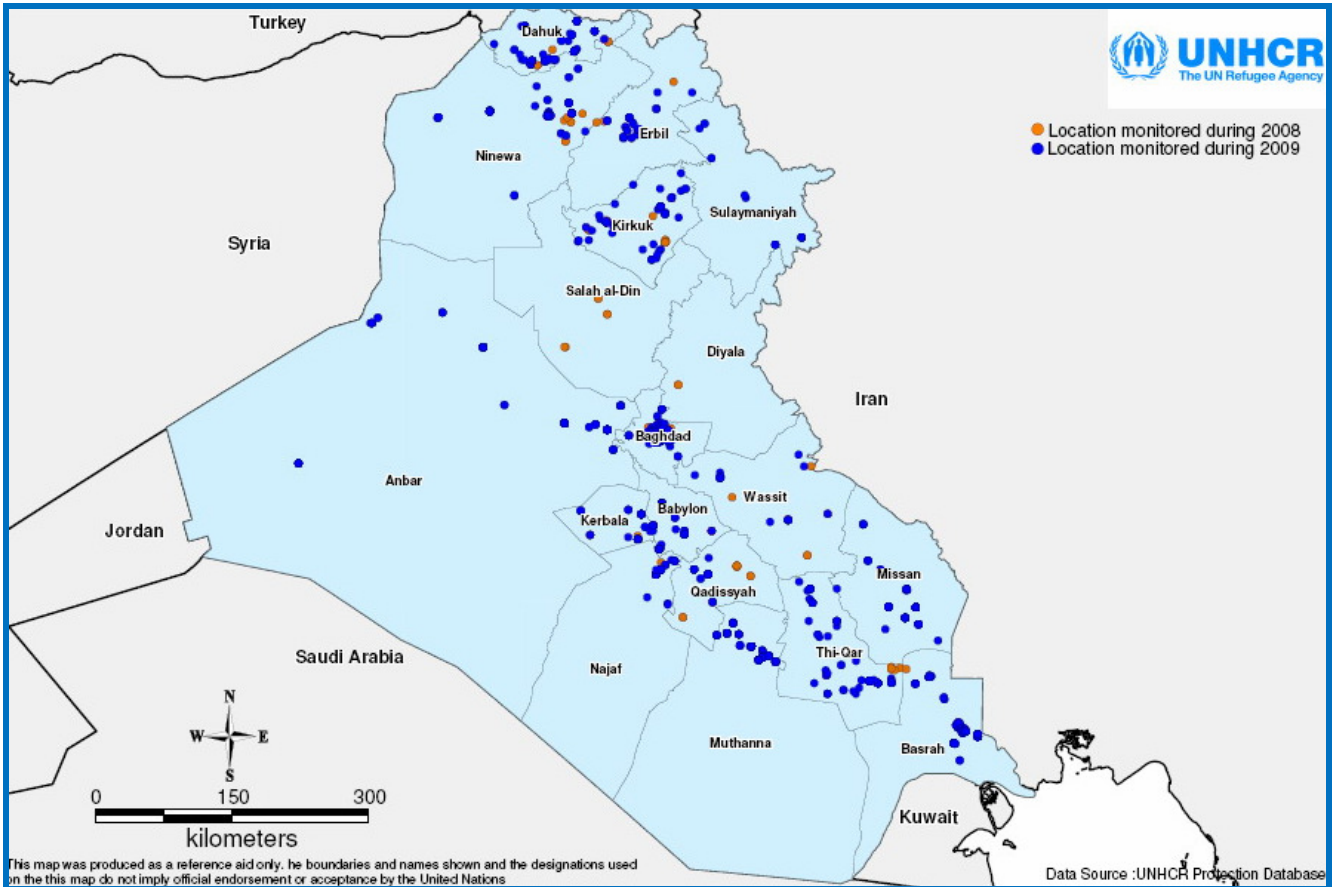 Turkey
Dahuk
UNHCR
The UN Refugee Agency
Location monitored during 2008
Location monitored during 2009
Erbil
Ninewa
Sulaymaniyah
Kirkuk
Syria
Salah al-Din
Diyala
Iran
Baghdad
Anbar
Wassit
Babylon
Kerbala
Jordan
Missan
Qadissyah
Thi-Qar
Saudi Arabia
Najaf
N
W E
S
Muthanna
Basrah
0 150 300
kilometers
Kuwait
This map was produced as a reference aid only. he boundaries and names shown and the designations used
on the this map do not imply official endorsement or acceptance by the United Nations
Data Source :UNHCR Protection Database